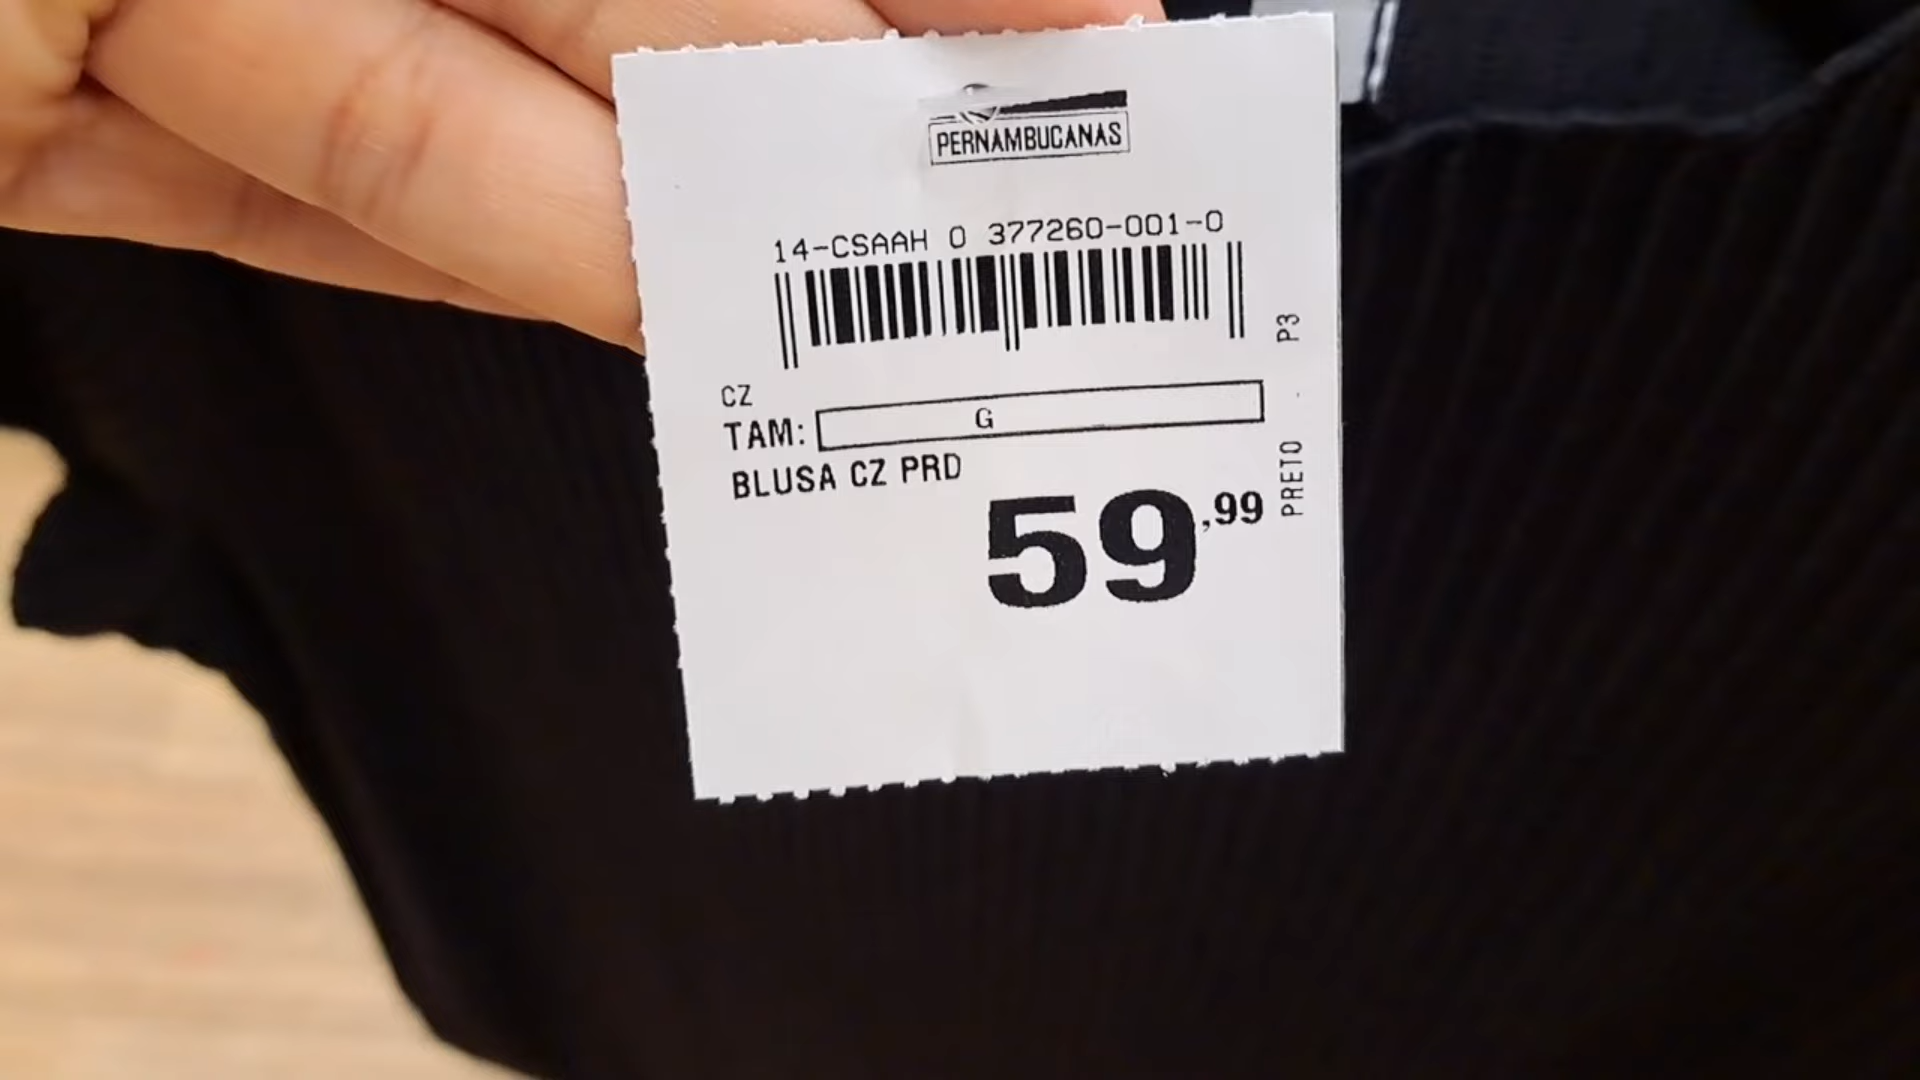 PERNAMBUCANAS
14-CSAAH 0 377260-001-0
CZ
TAM: G
BLUSA CZ PRD
59,99
P3
PRETO